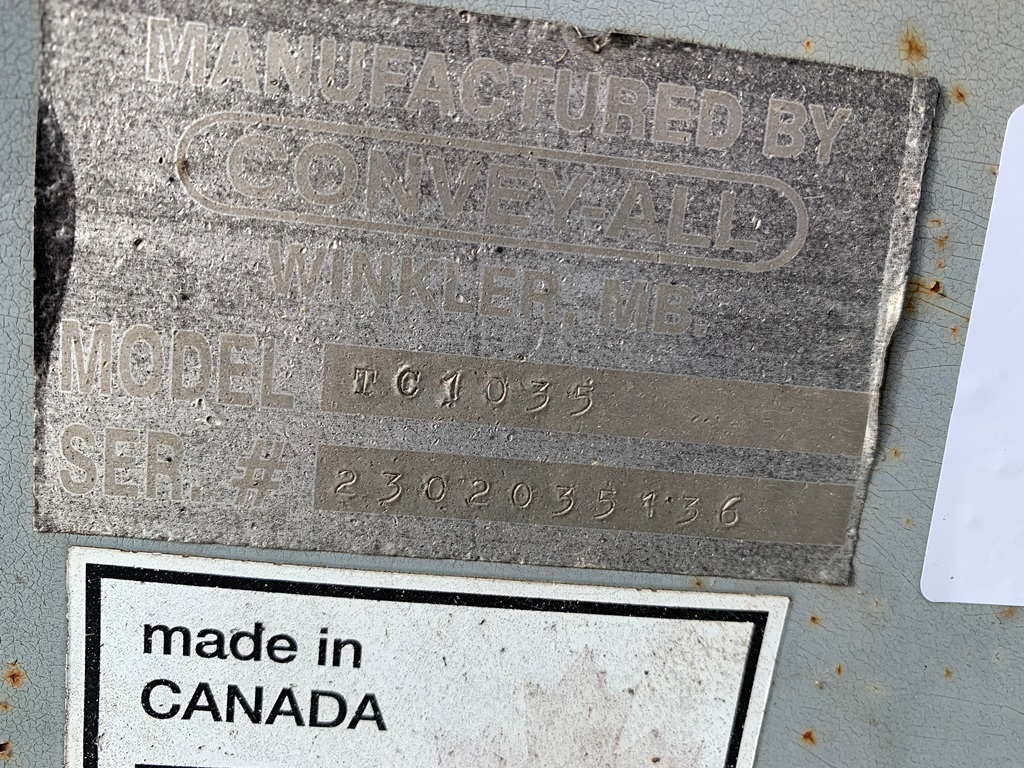 MANUFACTURED BY
CONVEY-ALL
WINKLER, MB.
MODEL TC1035
SER. # 2302035136
made in
CANADA